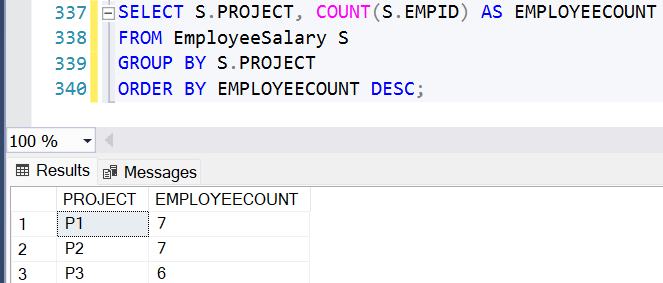 337 SELECT S.PROJECT, COUNT(S.EMPID) AS EMPLOYEECOUNT
338 FROM EmployeeSalary S
339 GROUP BY S.PROJECT
340 ORDER BY EMPLOYEECOUNT DESC;
100 %
Results Messages
PROJECT EMPLOYEECOUNT
1 P1 7
2 P2 7
3 P3 6